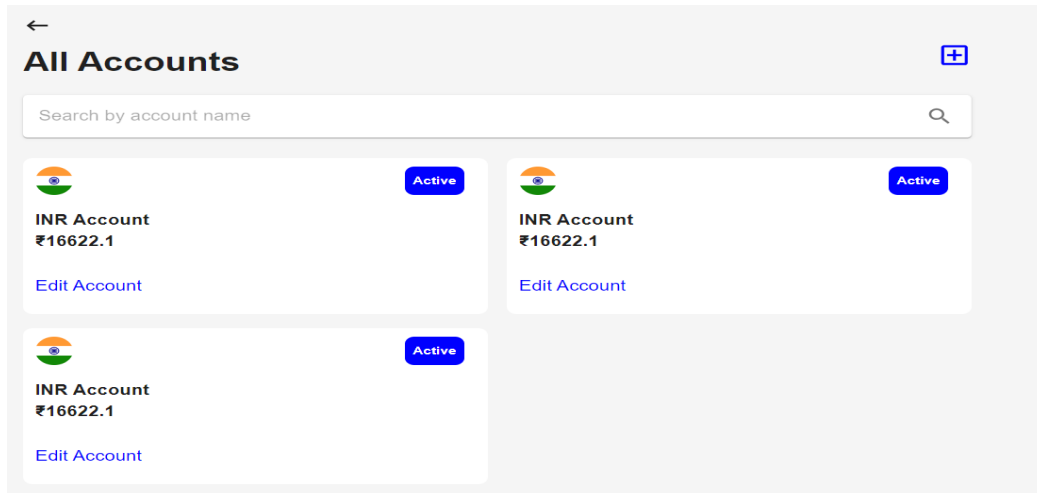 All Accounts
Search by account name
Active
INR Account
₹16622.1
Edit Account
Active
INR Account
₹16622.1
Edit Account
Active
INR Account
₹16622.1
Edit Account